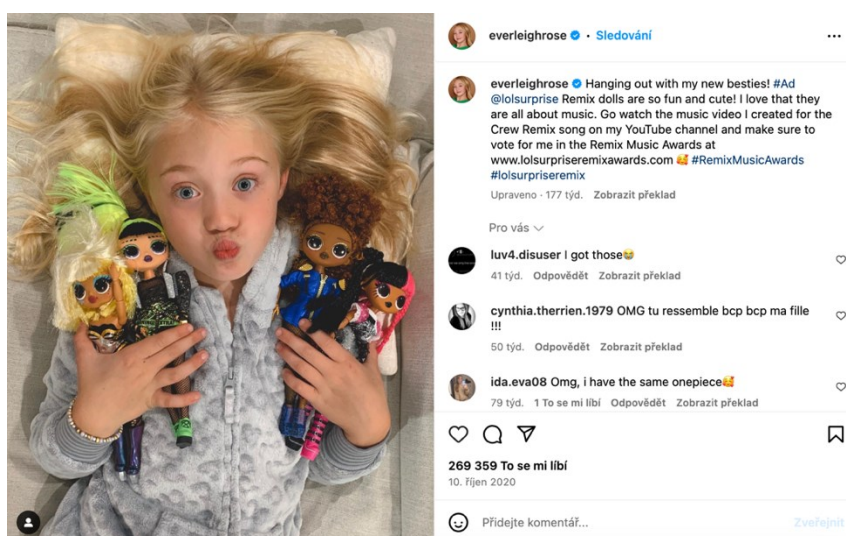 everleighrose • Sledování
everleighrose Hanging out with my new besties! #Ad
@lolsurprise Remix dolls are so fun and cute! I love that they
are all about music. Go watch the music video I created for the
Crew Remix song on my YouTube channel and make sure to
vote for me in the Remix Music Awards at
www.lolsurpriseremixawards.com 🥰 #RemixMusicAwards
#lolsurpriseremix
Upraveno · 177 týd. Zobrazit překlad
Pro vás
luv4.disuser I got those😭
41 týd. Odpovědět Zobrazit překlad
cynthia.therrien.1979 OMG tu ressemble bcp bcp ma fille
!!!
50 týd. Odpovědět Zobrazit překlad
ida.eva08 Omg, i have the same onepiece🥰
79 týd. 1 To se mi líbí Odpovědět Zobrazit překlad
269 359 To se mi líbí
10. říjen 2020
Přidejte komentář...
Zveřejnit